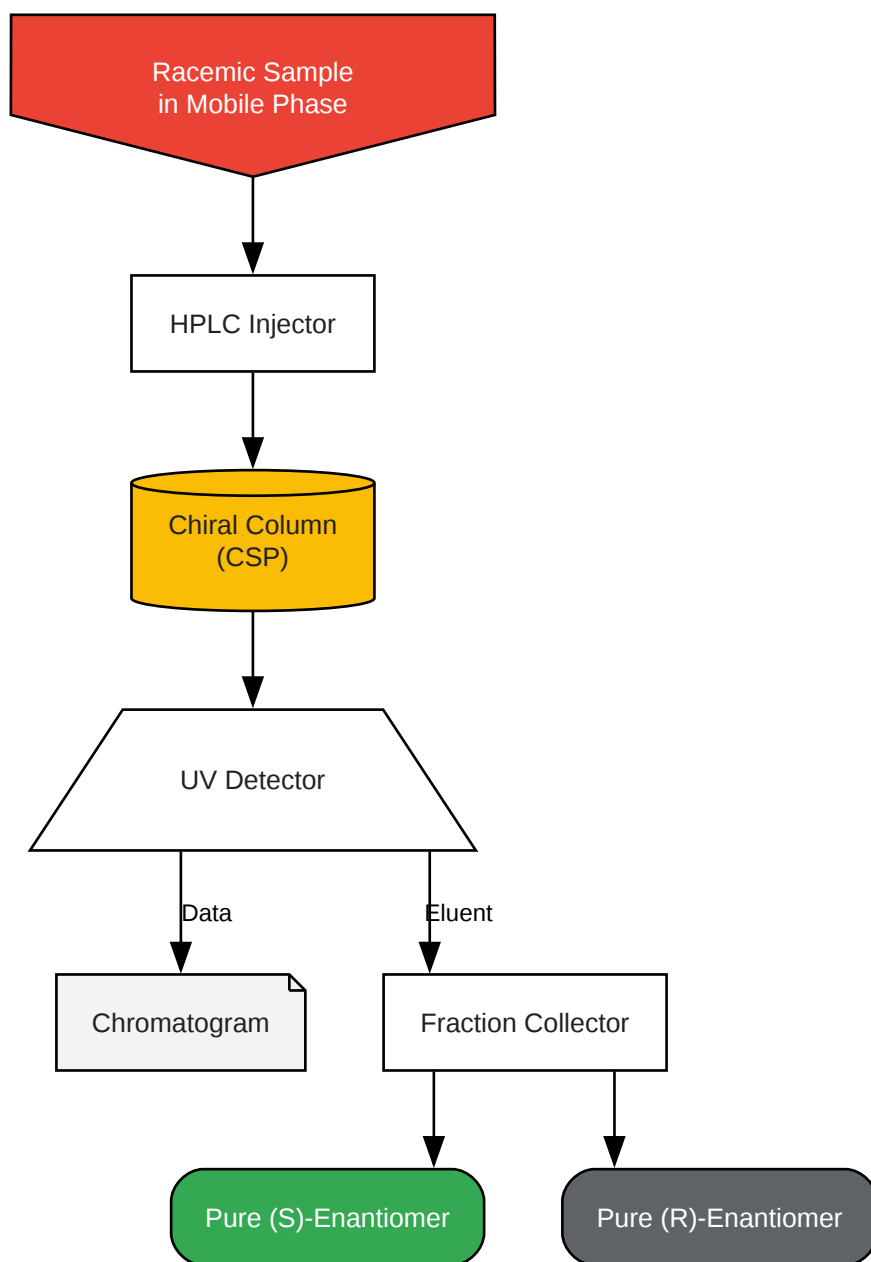 Racemic Sample
in Mobile Phase
HPLC Injector
Chiral Column
(CSP)
UV Detector
Data
Eluent
Chromatogram
Fraction Collector
Pure (S)-Enantiomer
Pure (R)-Enantiomer